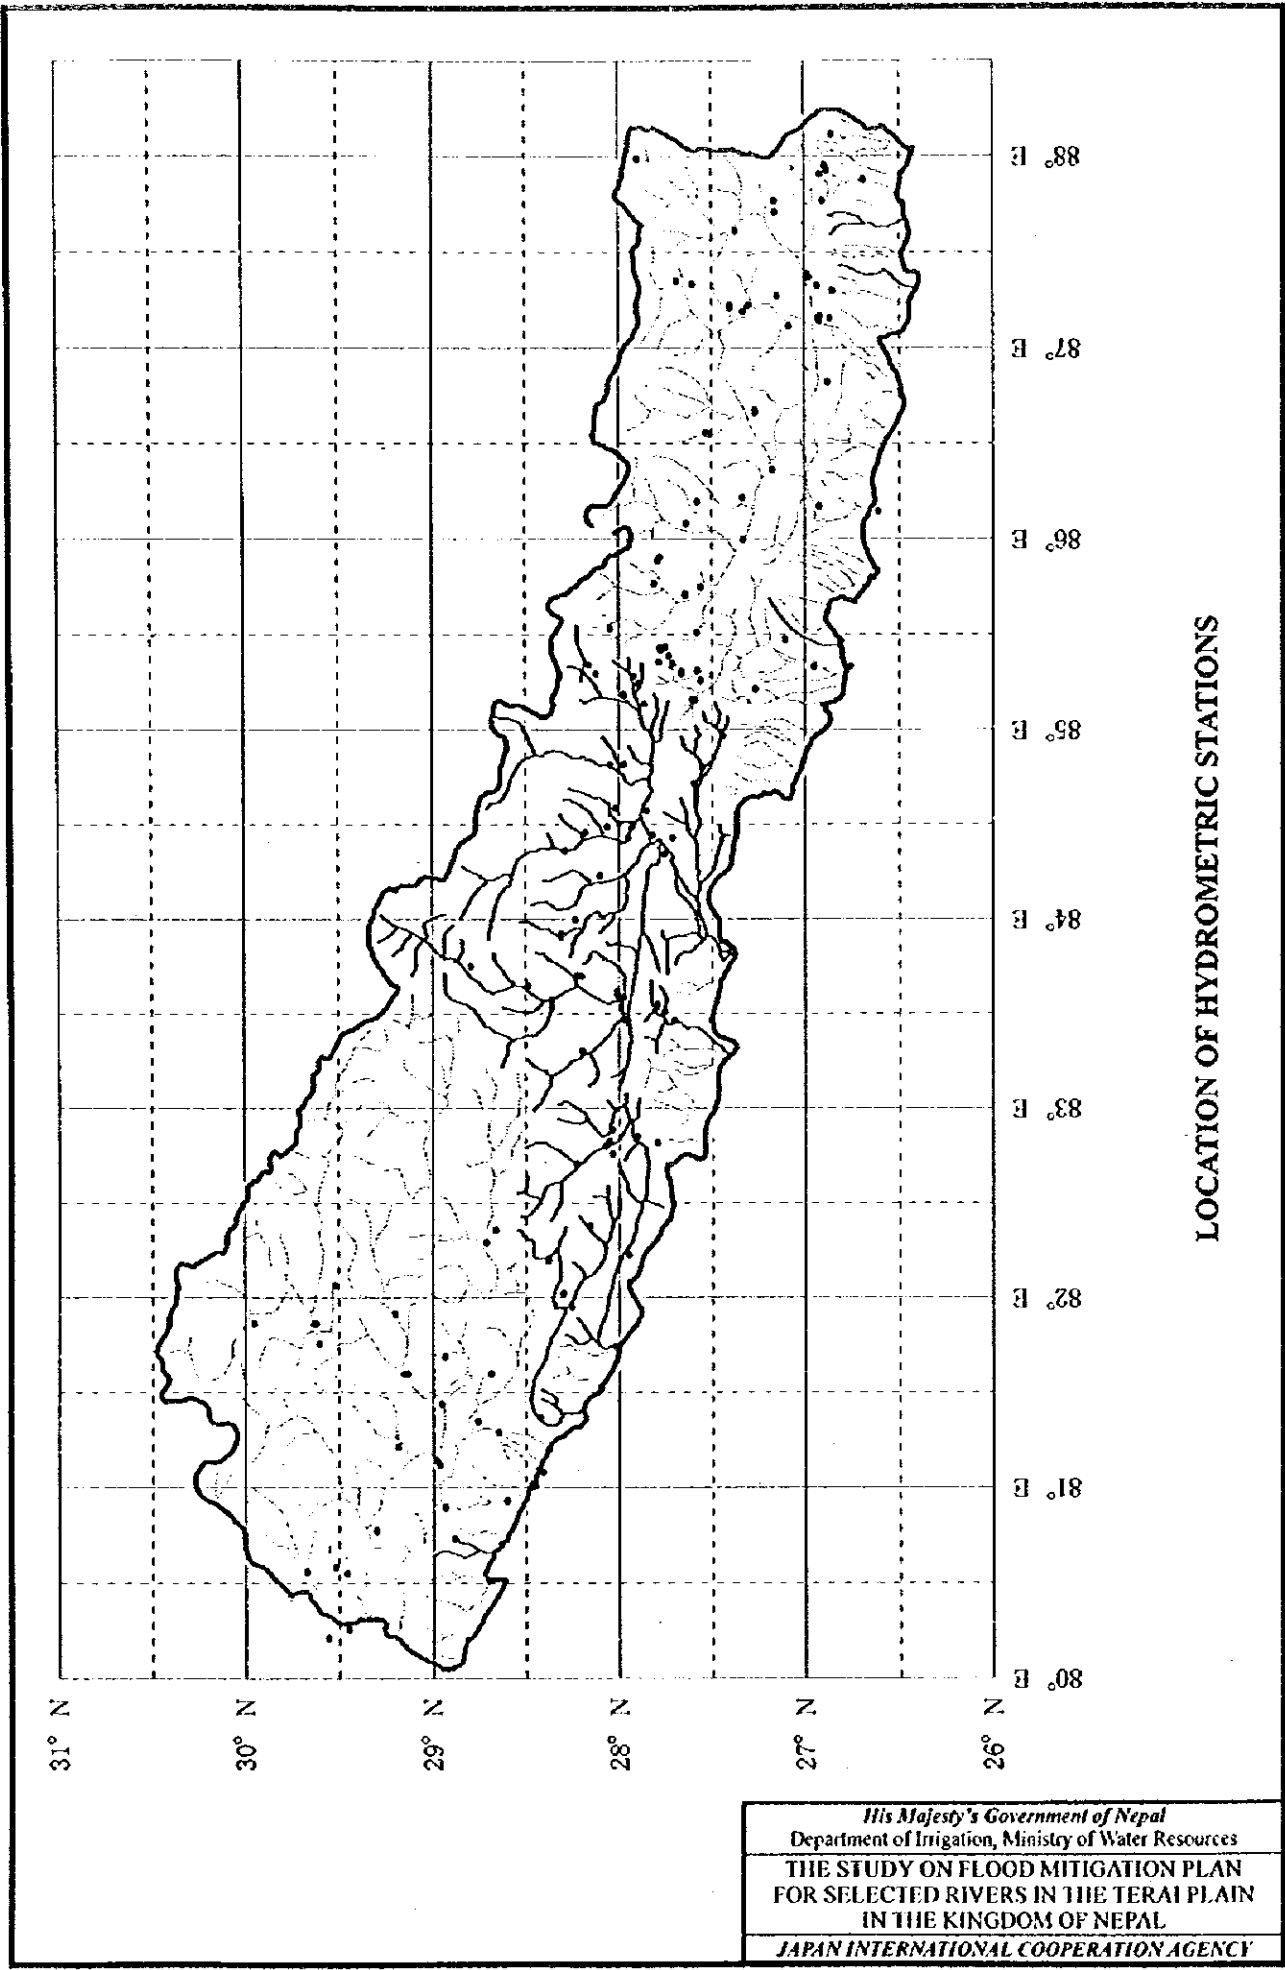 88° E
87° E
86° E
85° E
84° E
83° E
82° E
81° E
80° E
31° N
30° N
29° N
28° N
27° N
26° N
LOCATION OF HYDROMETRIC STATIONS
His Majesty's Government of Nepal
Department of Irrigation, Ministry of Water Resources
THE STUDY ON FLOOD MITIGATION PLAN
FOR SELECTED RIVERS IN THE TERAI PLAIN
IN THE KINGDOM OF NEPAL
JAPAN INTERNATIONAL COOPERATION AGENCY